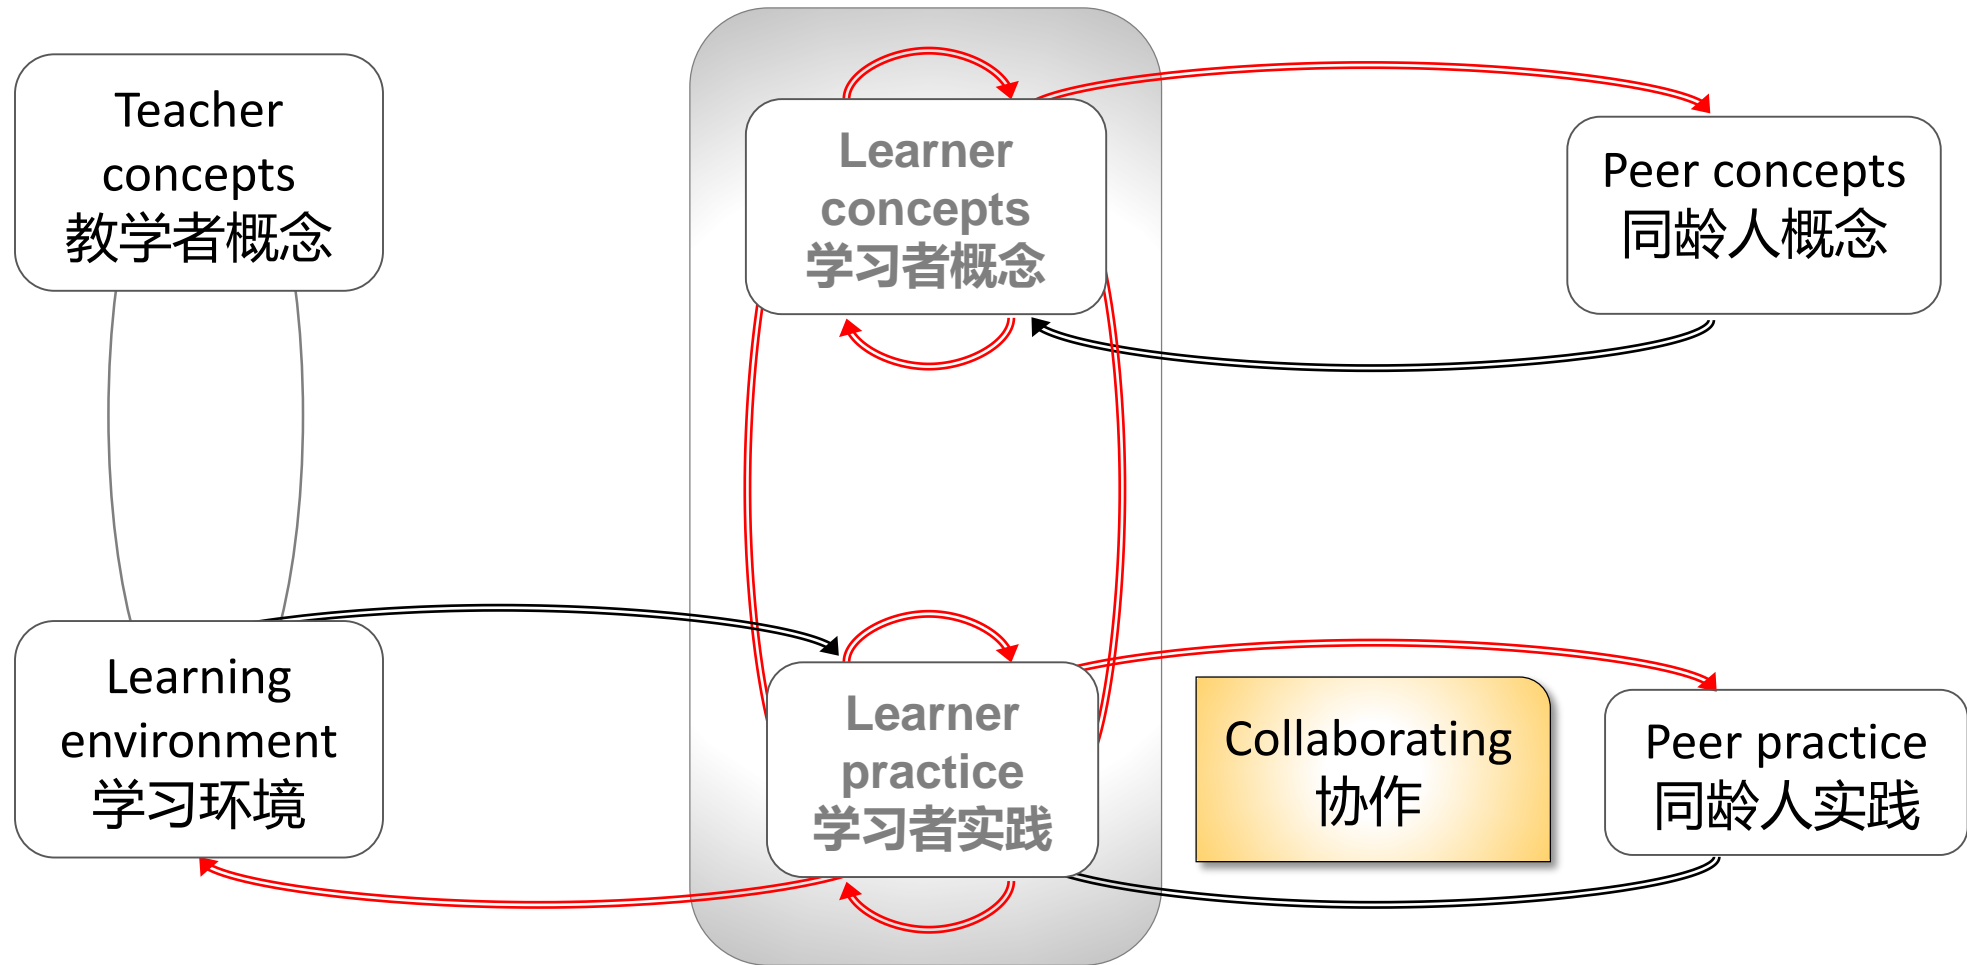 Teacher
concepts
教学者概念
Learner
concepts
学习者概念
Peer concepts
同龄人概念
Learning
environment
学习环境
Learner
practice
学习者实践
Collaborating
协作
Peer practice
同龄人实践